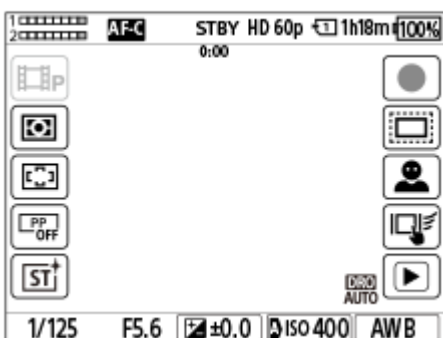 1 AF-C STBY HD 60p 1 1h18m 100%
2
0:00
P
PP
OFF
ST
DRO
AUTO
1/125 F5.6 ±0.0 ISO 400 AWB